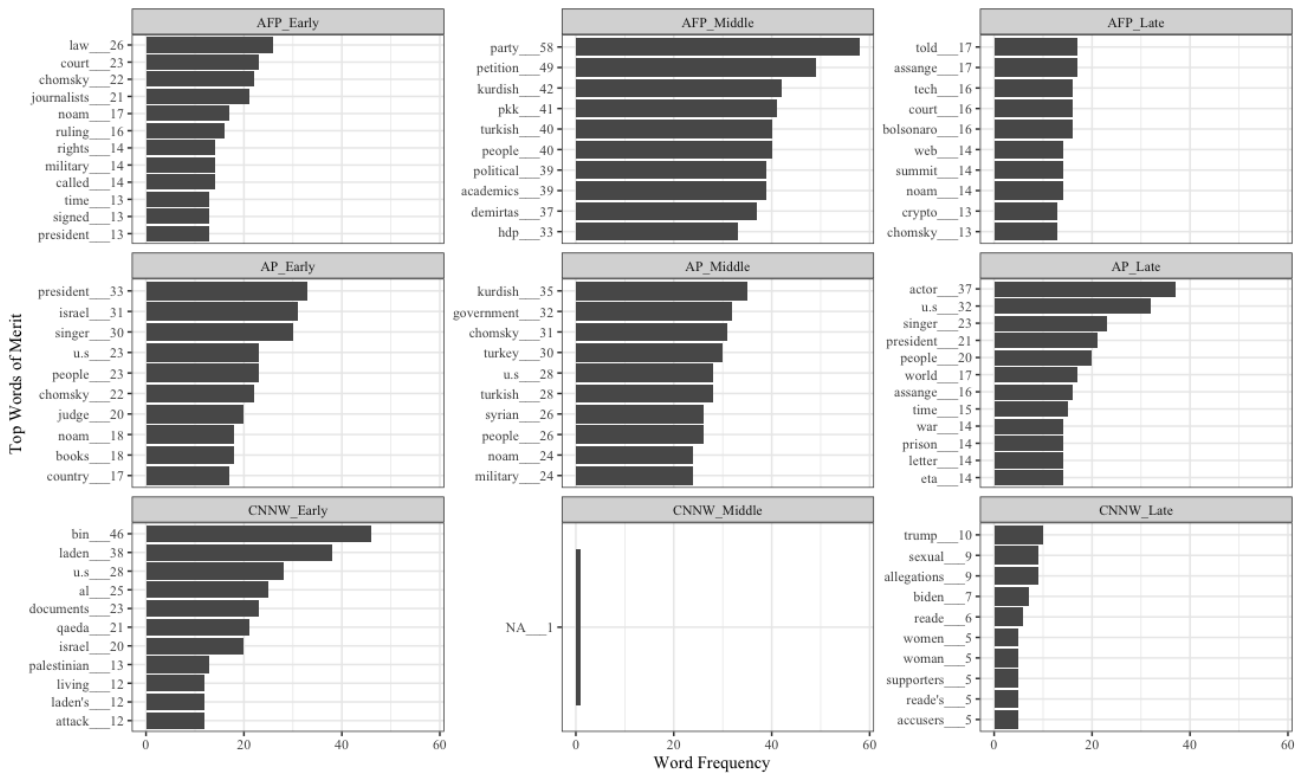 AFP_Early
law___26
court___23
chomsky___22
journalists___21
noam___17
ruling___16
rights___14
military___14
called___14
time___13
signed___13
president___13
AFP_Middle
party___58
petition___49
kurdish___42
pkk___41
turkish___40
people___40
political___39
academics___39
demirtas___37
hdp___33
AFP_Late
told___17
assange___17
tech___16
court___16
bolsonaro___16
web___14
summit___14
noam___14
crypto___13
chomsky___13
Top Words of Merit
AP_Early
president___33
israel___31
singer___30
u.s___23
people___23
chomsky___22
judge___20
noam___18
books___18
country___17
AP_Middle
kurdish___35
government___32
chomsky___31
turkey___30
u.s___28
turkish___28
syrian___26
people___26
noam___24
military___24
AP_Late
actor___37
u.s___32
singer___23
president___21
people___20
world___17
assange___16
time___15
war___14
prison___14
letter___14
eta___14
CNNW_Early
bin___46
laden___38
u.s___28
al___25
documents___23
qaeda___21
israel___20
palestinian___13
living___12
laden's___12
attack___12
0 20 40 60
CNNW_Middle
NA___1
0 20 40 60
CNNW_Late
trump___10
sexual___9
allegations___9
biden___7
reade___6
women___5
woman___5
supporters___5
reade's___5
accusers___5
0 20 40 60
Word Frequency